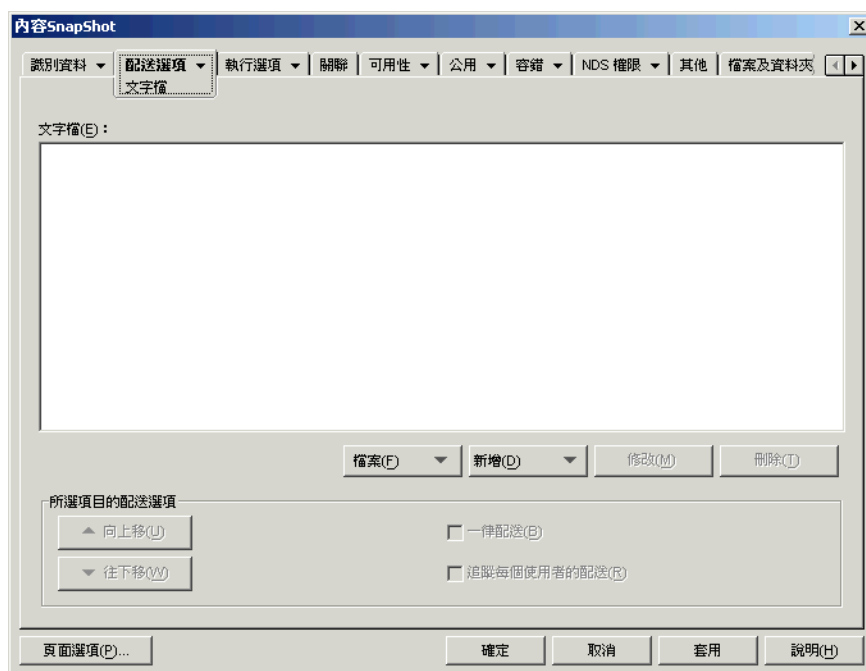 內容SnapShot
識別資料 配送選項 執行選項 關聯 可用性 公用 容錯 NDS 權限 其他 檔案及資料夾
文字檔
文字檔(E)：
檔案(F) 新增(D) 修改(M) 刪除(T)
所選項目的配送選項
向上移(U) 一律配送(B)
往下移(W) 追蹤每個使用者的配送(R)
頁面選項(P)... 確定 取消 套用 說明(H)